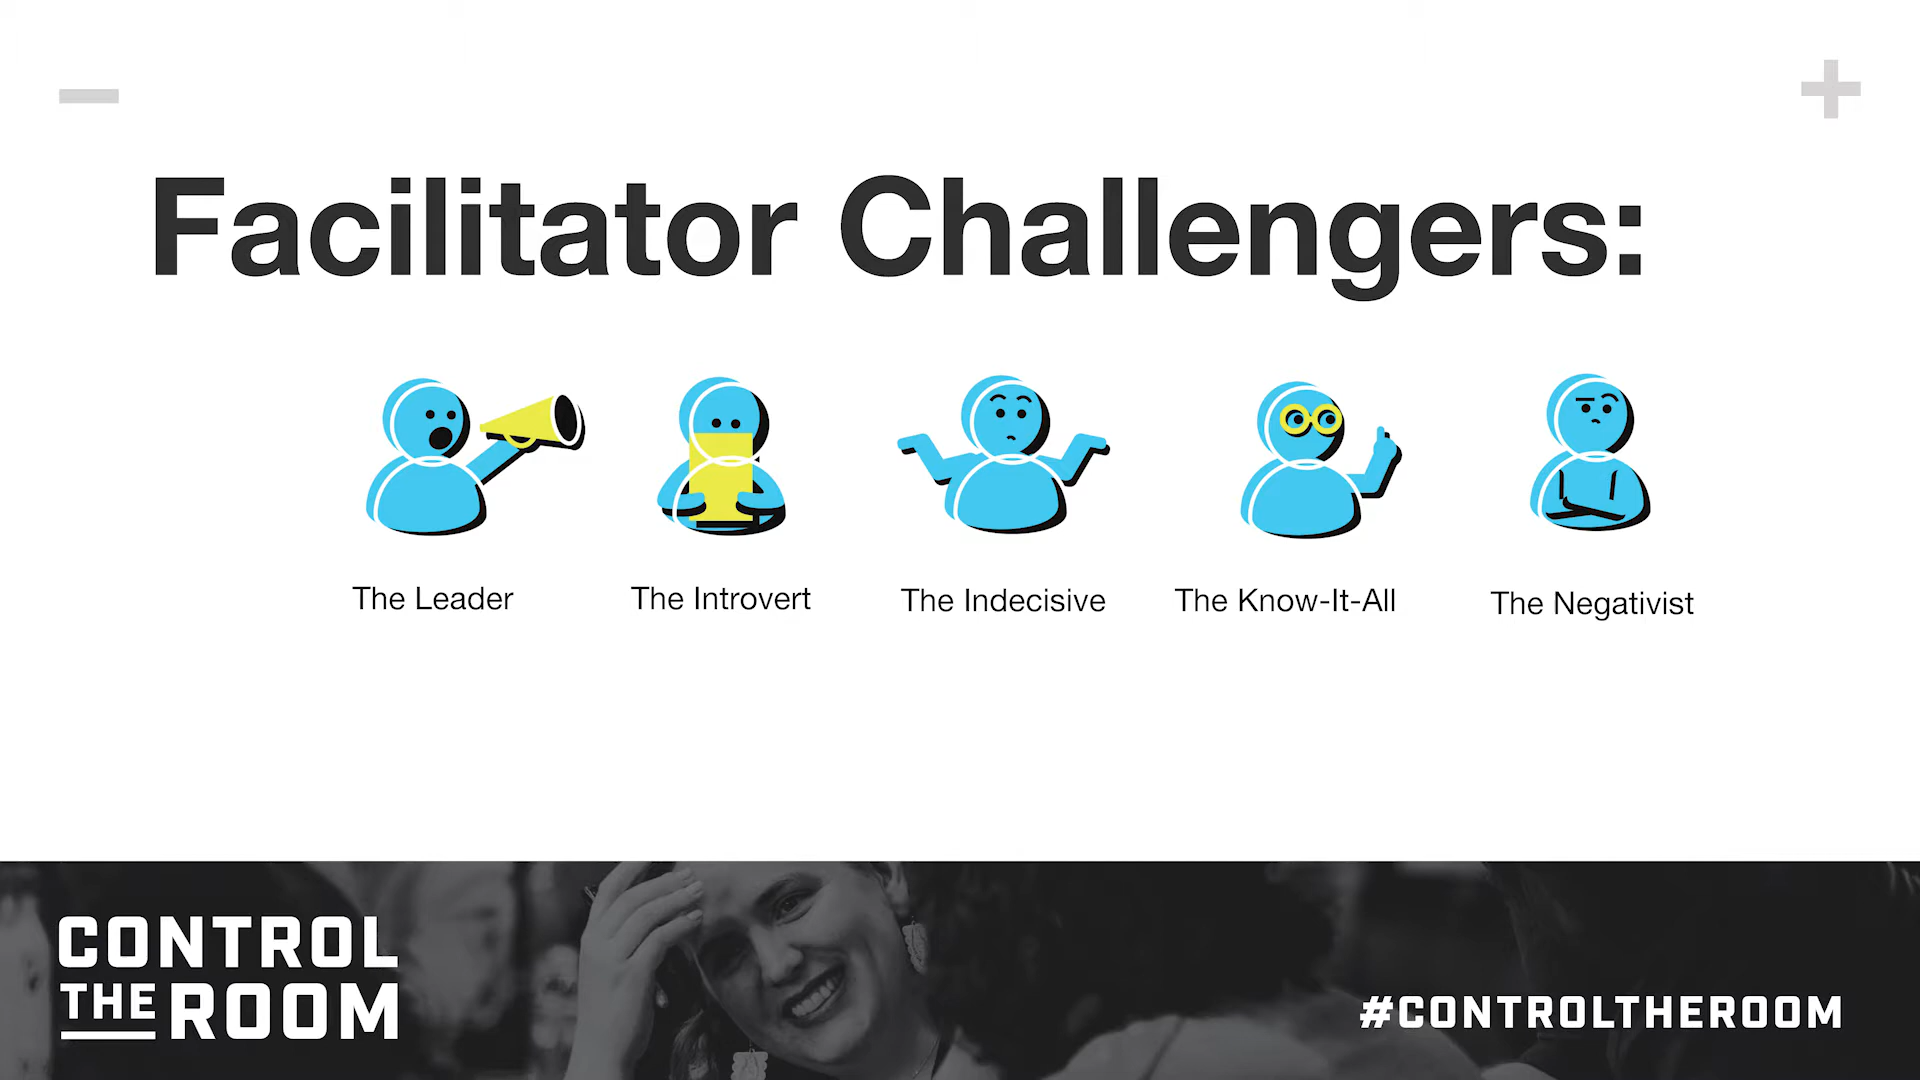 Facilitator Challengers:
The Leader
The Introvert
The Indecisive
The Know-It-All
The Negativist
CONTROL
THE ROOM
#CONTROLTHEROOM